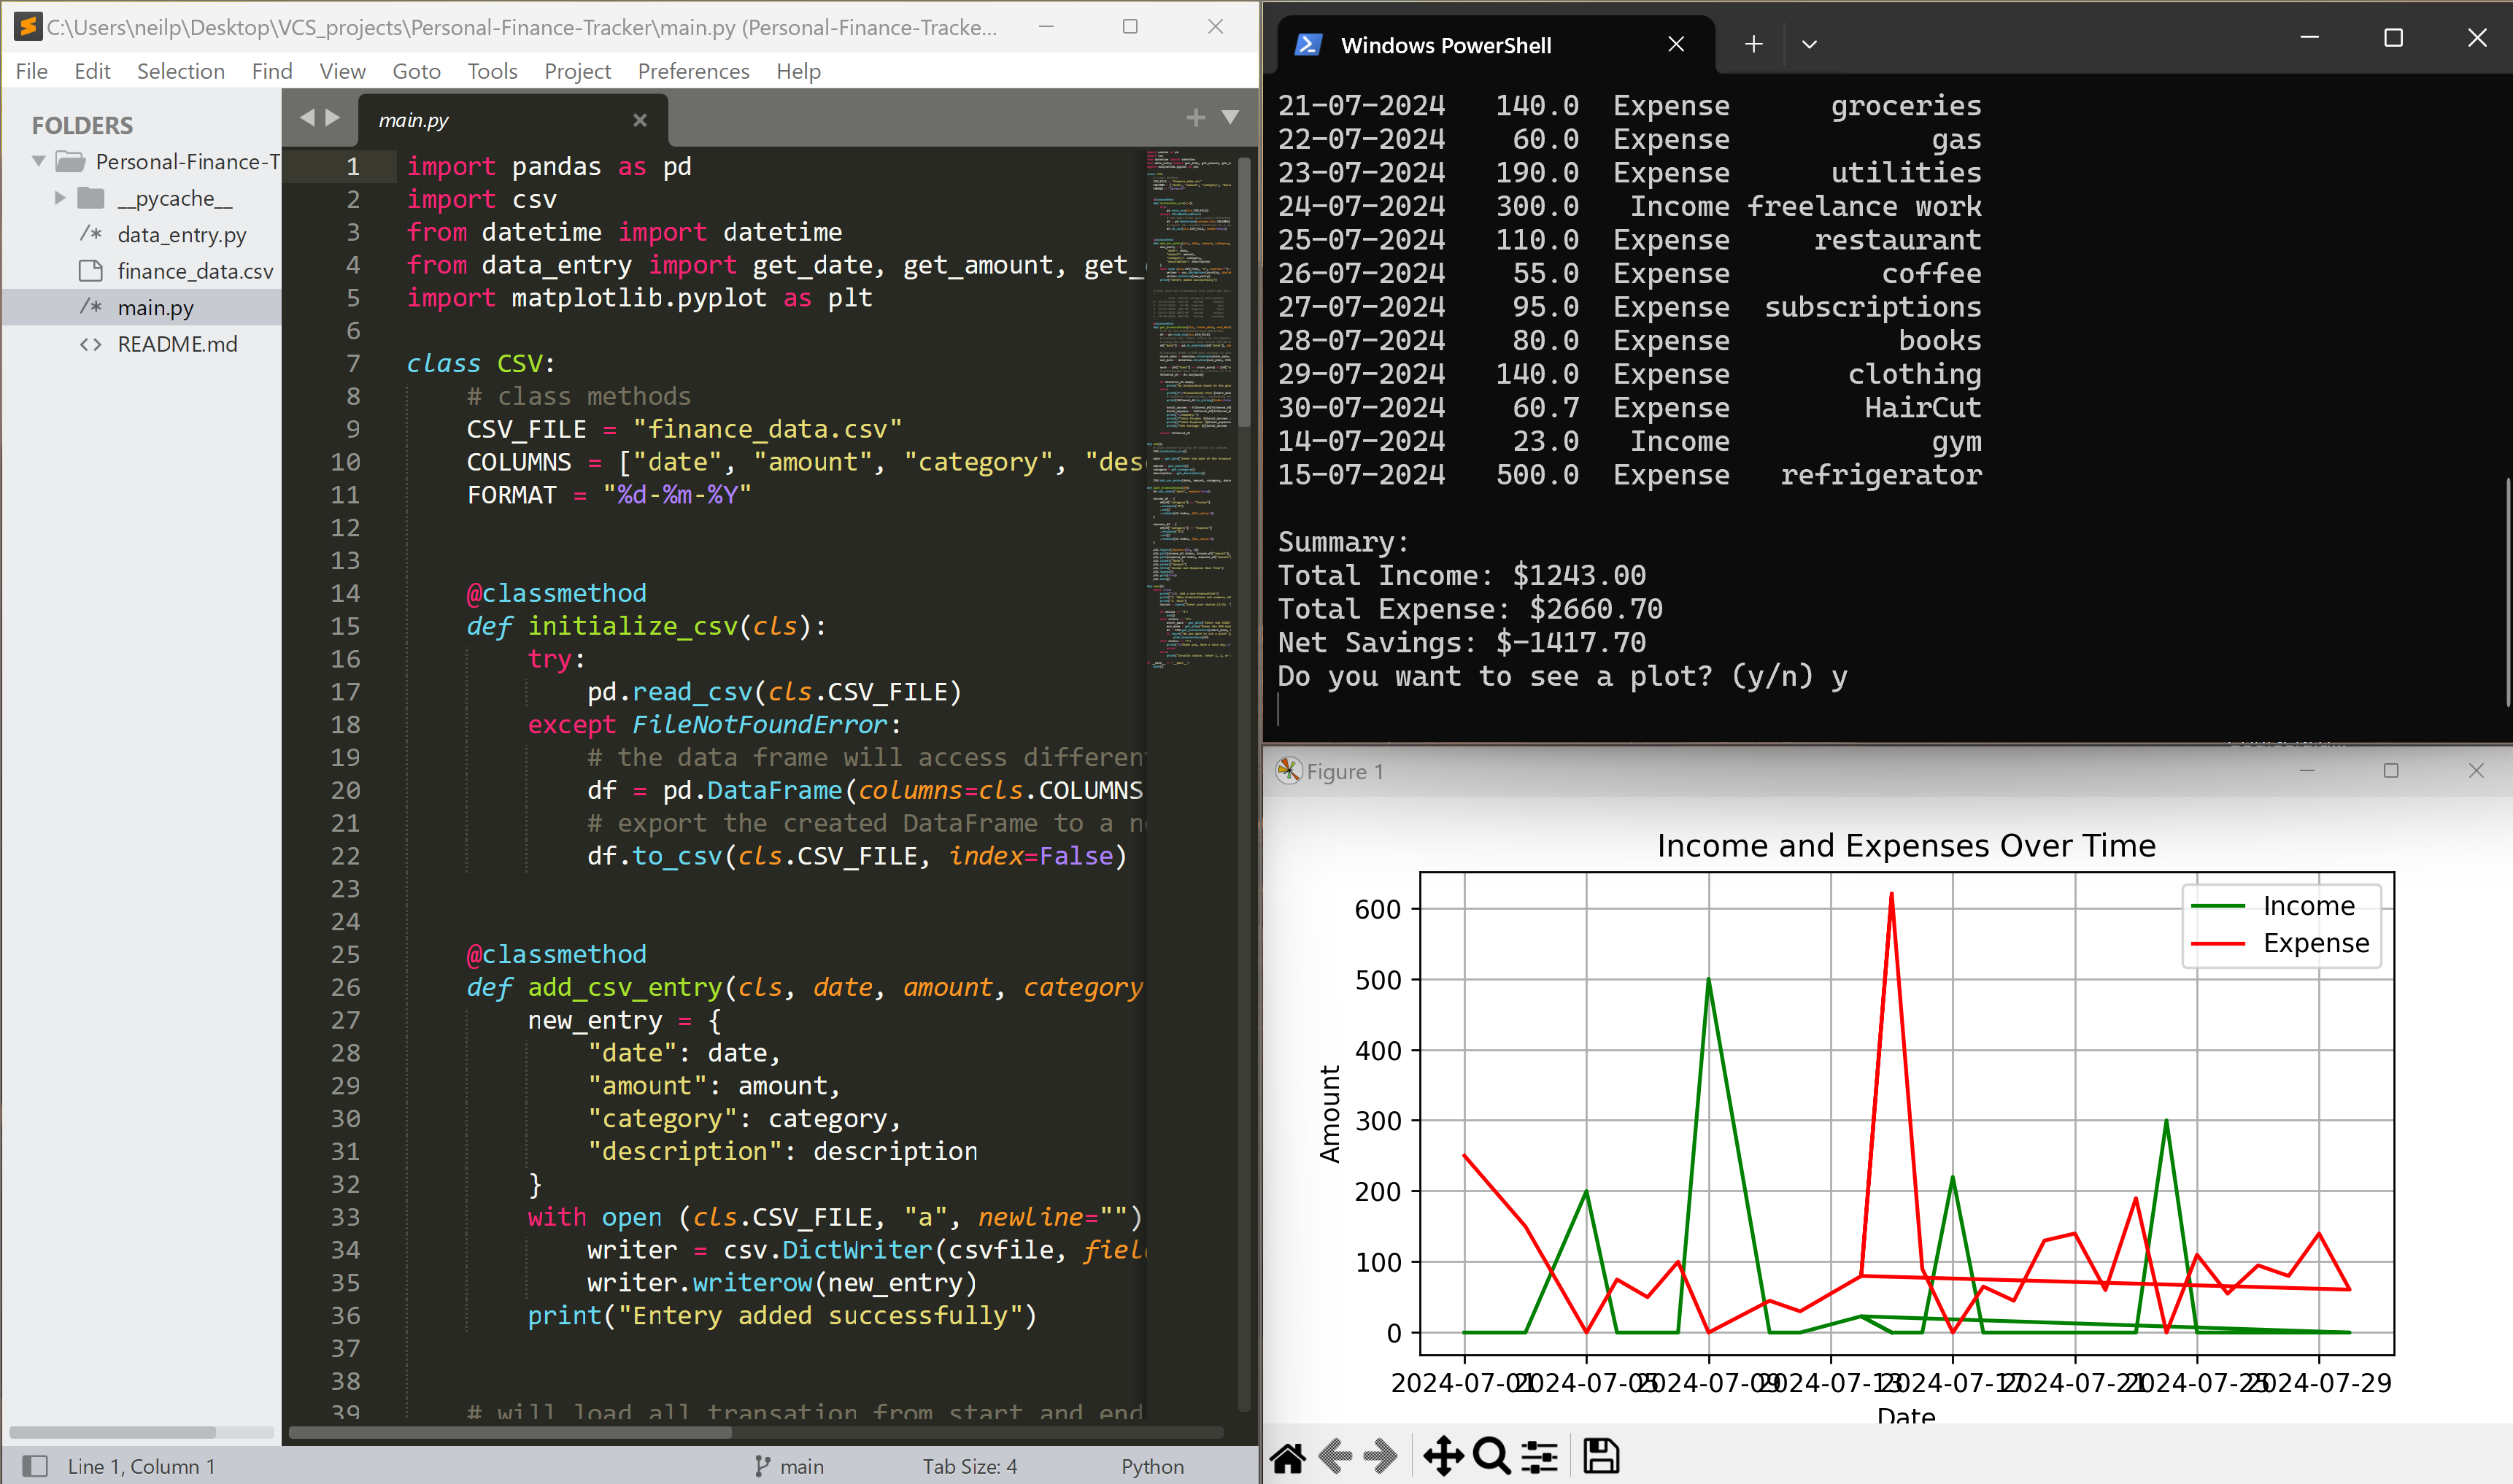 C:\Users\neilp\Desktop\VCS_projects\Personal-Finance-Tracker\main.py (Personal-Finance-Tracke...
File Edit Selection Find View Goto Tools Project Preferences Help
FOLDERS
Personal-Finance-T
__pycache__
data_entry.py
finance_data.csv
main.py
README.md
main.py
1 import pandas as pd
2 import csv
3 from datetime import datetime
4 from data_entry import get_date, get_amount, get_
5 import matplotlib.pyplot as plt
6
7 class CSV:
8 # class methods
9 CSV_FILE = "finance_data.csv"
10 COLUMNS = ["date", "amount", "category", "des
11 FORMAT = "%d-%m-%Y"
12
13
14 @classmethod
15 def initialize_csv(cls):
16 try:
17 pd.read_csv(cls.CSV_FILE)
18 except FileNotFoundError:
19 # the data frame will access different
20 df = pd.DataFrame(columns=cls.COLUMNS
21 # export the created DataFrame to a n
22 df.to_csv(cls.CSV_FILE, index=False)
23
24
25 @classmethod
26 def add_csv_entry(cls, date, amount, category
27 new_entry = {
28 "date": date,
29 "amount": amount,
30 "category": category,
31 "description": description
32 }
33 with open (cls.CSV_FILE, "a", newline="")
34 writer = csv.DictWriter(csvfile, fiel
35 writer.writerow(new_entry)
36 print("Entery added successfully")
37
38
39 # will load all transation from start and end
Line 1, Column 1
main
Tab Size: 4
Python
Windows PowerShell
21-07-2024 140.0 Expense groceries
22-07-2024 60.0 Expense gas
23-07-2024 190.0 Expense utilities
24-07-2024 300.0 Income freelance work
25-07-2024 110.0 Expense restaurant
26-07-2024 55.0 Expense coffee
27-07-2024 95.0 Expense subscriptions
28-07-2024 80.0 Expense books
29-07-2024 140.0 Expense clothing
30-07-2024 60.7 Expense HairCut
14-07-2024 23.0 Income gym
15-07-2024 500.0 Expense refrigerator
Summary:
Total Income: $1243.00
Total Expense: $2660.70
Net Savings: $-1417.70
Do you want to see a plot? (y/n) y
Figure 1
Income and Expenses Over Time
Income
Expense
600
500
400
300
200
100
0
Amount
2024-07-01 2024-07-05 2024-07-09 2024-07-13 2024-07-17 2024-07-21 2024-07-25 2024-07-29
Date